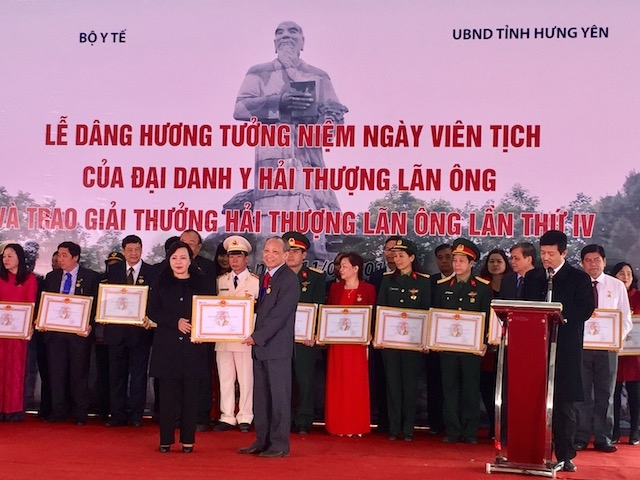 BỘ Y TẾ
UBND TỈNH HƯNG YÊN
LỄ DÂNG HƯƠNG TƯỞNG NIỆM NGÀY VIÊN TỊCH
CỦA ĐẠI DANH Y HẢI THƯỢNG LÃN ÔNG
VÀ TRAO GIẢI THƯỞNG HẢI THƯỢNG LÃN ÔNG LẦN THỨ IV